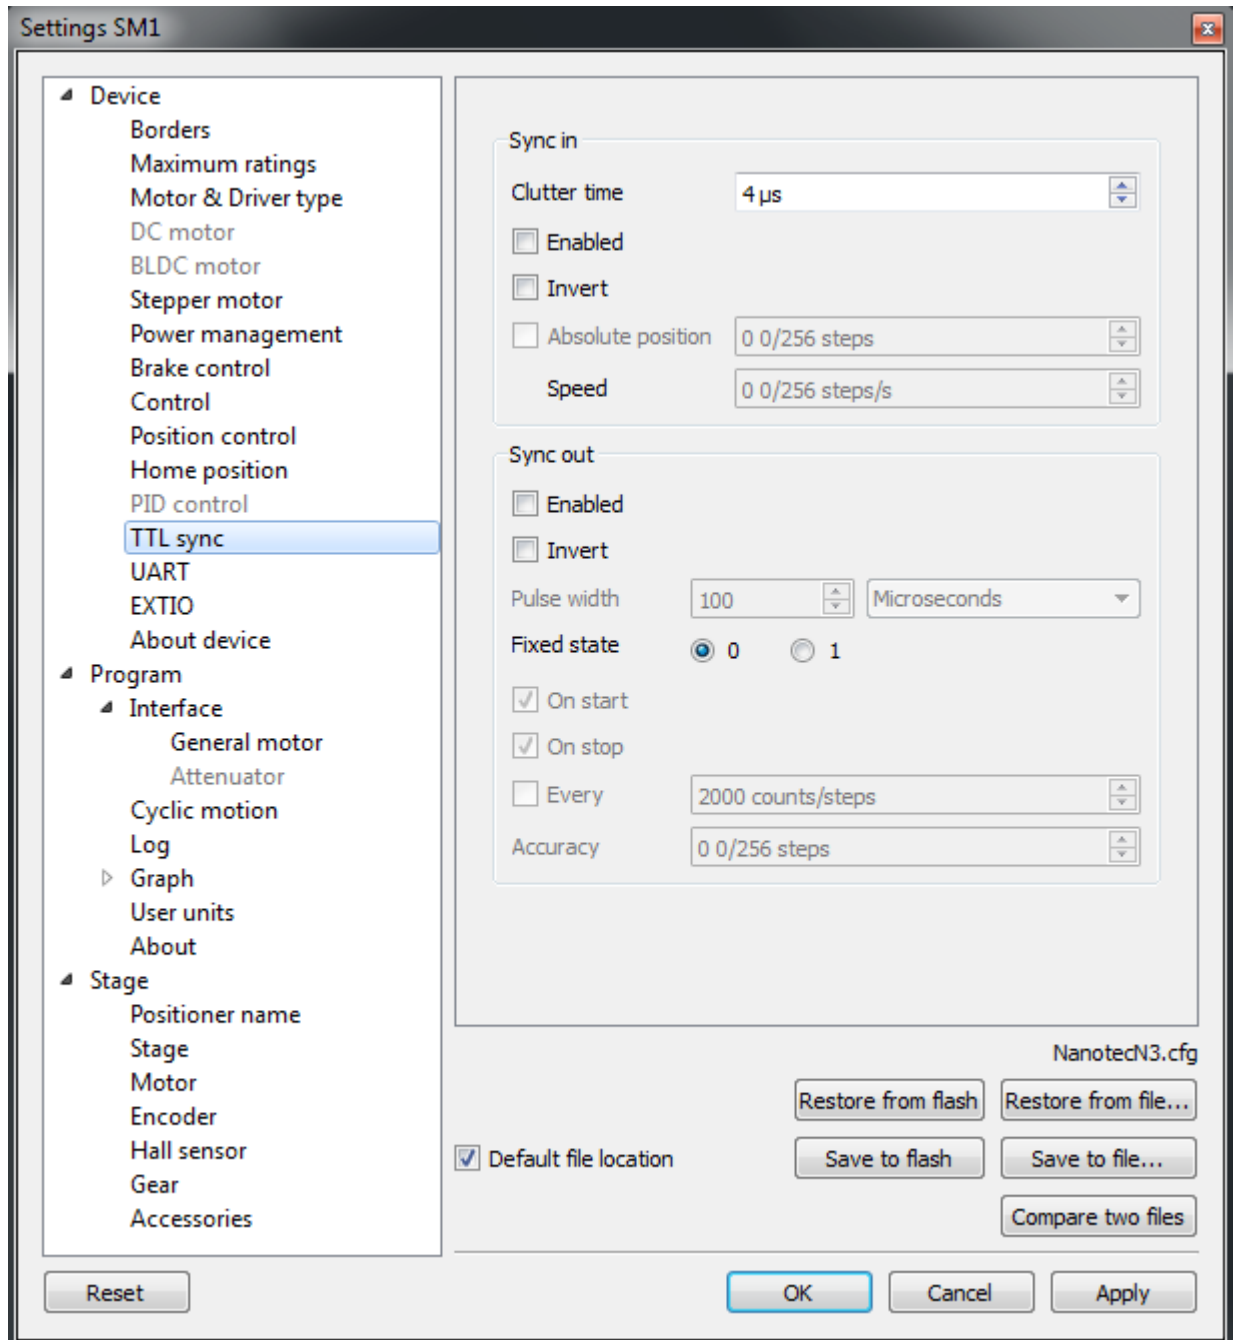 Settings SM1
Device
Borders
Maximum ratings
Motor & Driver type
DC motor
BLDC motor
Stepper motor
Power management
Brake control
Control
Position control
Home position
PID control
TTL sync
UART
EXTIO
About device
Program
Interface
General motor
Attenuator
Cyclic motion
Log
Graph
User units
About
Stage
Positioner name
Stage
Motor
Encoder
Hall sensor
Gear
Accessories
Sync in
Clutter time 4 µs
Enabled
Invert
Absolute position 0 0/256 steps
Speed 0 0/256 steps/s
Sync out
Enabled
Invert
Pulse width 100 Microseconds
Fixed state 0 1
On start
On stop
Every 2000 counts/steps
Accuracy 0 0/256 steps
NanotecN3.cfg
Restore from flash Restore from file...
Default file location Save to flash Save to file...
Compare two files
Reset OK Cancel Apply